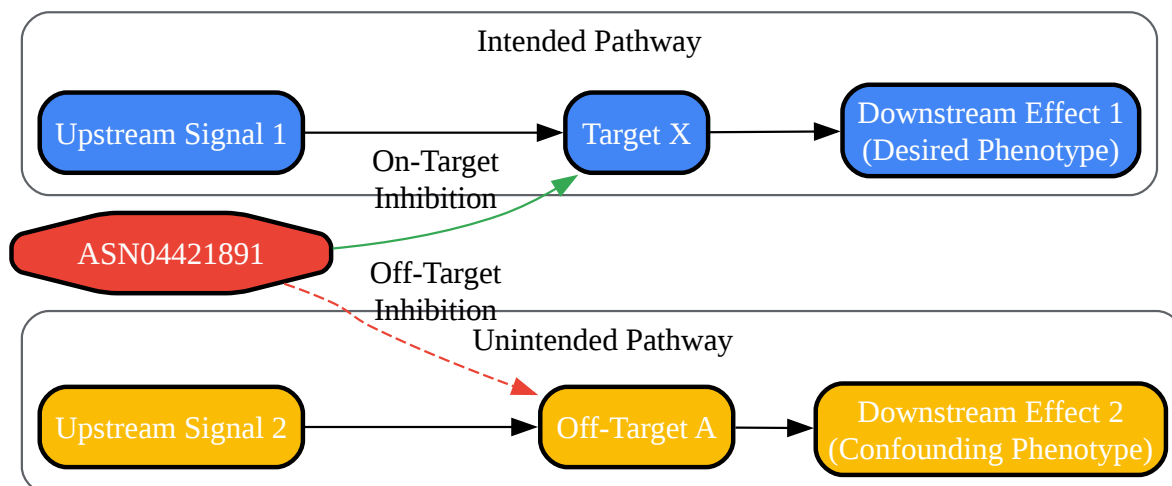 Intended Pathway
Upstream Signal 1
Target X
Downstream Effect 1
(Desired Phenotype)
On-Target
Inhibition
ASN04421891
Off-Target
Inhibition
Unintended Pathway
Upstream Signal 2
Off-Target A
Downstream Effect 2
(Confounding Phenotype)